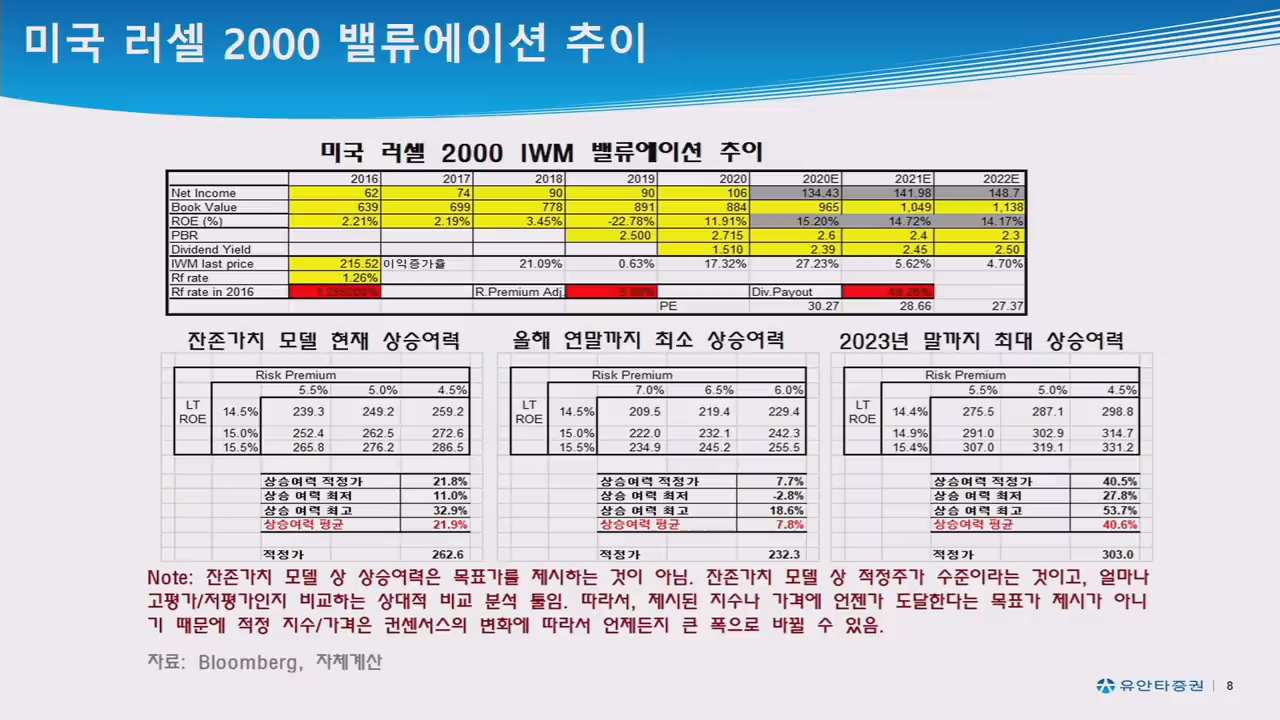 미국 러셀 2000 밸류에이션 추이
미국 러셀 2000 IWM 밸류에이션 추이
2016 2017 2018 2019 2020 2020E 2021E 2022E
Net Income 62 74 90 90 106 134.43 141.98 148.7
Book Value 639 699 778 891 884 965 1,049 1,138
ROE (%) 2.21% 2.19% 3.45% -22.78% 11.91% 15.20% 14.72% 14.17%
PBR 2.500 2.715 2.6 2.4 2.3
Dividend Yield 1.510 2.39 2.45 2.50
IWM last price 215.52 이익증가율 21.09% 0.63% 17.32% 27.23% 5.62% 4.70%
Rf rate 1.26%
Rf rate in 2016 R.Premium Adj. Div.Payout
PE 30.27 28.66 27.37
잔존가치 모델 현재 상승여력
Risk Premium
5.5% 5.0% 4.5%
LT ROE
14.5% 239.3 249.2 259.2
15.0% 252.4 262.5 272.6
15.5% 265.8 276.2 286.5
상승여력 적정가 21.8%
상승 여력 최저 11.0%
상승 여력 최고 32.9%
상승여력 평균 21.9%
적정가 262.6
올해 연말까지 최소 상승여력
Risk Premium
7.0% 6.5% 6.0%
LT ROE
14.5% 209.5 219.4 229.4
15.0% 222.0 232.1 242.3
15.5% 234.9 245.2 255.5
상승여력 적정가 7.7%
상승 여력 최저 -2.8%
상승 여력 최고 18.6%
상승여력 평균 7.8%
적정가 232.3
2023년 말까지 최대 상승여력
Risk Premium
5.5% 5.0% 4.5%
LT ROE
14.4% 275.5 287.1 298.8
14.9% 291.0 302.9 314.7
15.4% 307.0 319.1 331.2
상승여력 적정가 40.5%
상승 여력 최저 27.8%
상승 여력 최고 53.7%
상승여력 평균 40.6%
적정가 303.0
Note: 잔존가치 모델 상 상승여력은 목표가를 제시하는 것이 아님. 잔존가치 모델 상 적정주가 수준이라는 것이고, 얼마나
고평가/저평가인지 비교하는 상대적 비교 분석 툴임. 따라서, 제시된 지수나 가격에 언젠가 도달한다는 목표가 제시가 아니
기 때문에 적정 지수/가격은 컨센서스의 변화에 따라서 언제든지 큰 폭으로 바뀔 수 있음.
자료: Bloomberg, 자체계산
유안타증권 8